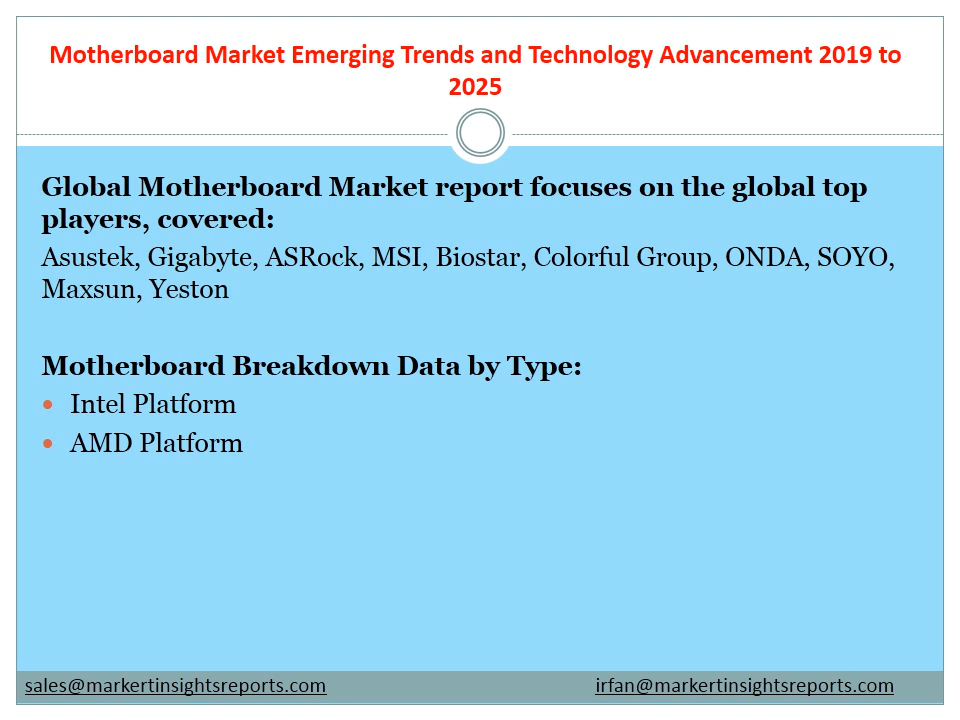 Motherboard Market Emerging Trends and Technology Advancement 2019 to
2025
Global Motherboard Market report focuses on the global top
players, covered:
Asustek, Gigabyte, ASRock, MSI, Biostar, Colorful Group, ONDA, SOYO,
Maxsun, Yeston
Motherboard Breakdown Data by Type:
• Intel Platform
• AMD Platform
sales@markertinsightsreports.com irfan@markertinsightsreports.com